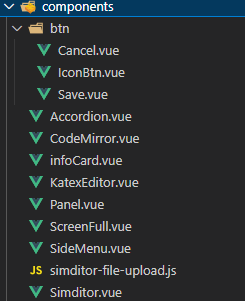 components
btn
Cancel.vue
IconBtn.vue
Save.vue
Accordion.vue
CodeMirror.vue
infoCard.vue
KatexEditor.vue
Panel.vue
ScreenFull.vue
SideMenu.vue
JS simditor-file-upload.js
Simditor.vue